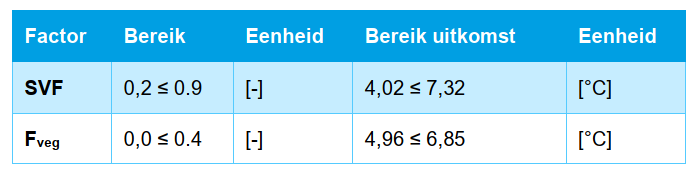 Factor Bereik Eenheid Bereik uitkomst Eenheid
SVF 0,2 ≤ 0.9 [-] 4,02 ≤ 7,32 [°C]
Fveg 0,0 ≤ 0.4 [-] 4,96 ≤ 6,85 [°C]